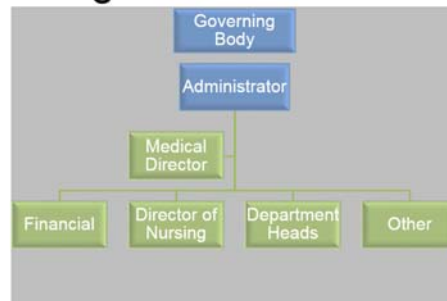 Governing
Body
Administrator
Medical
Director
Financial
Director of
Nursing
Department
Heads
Other